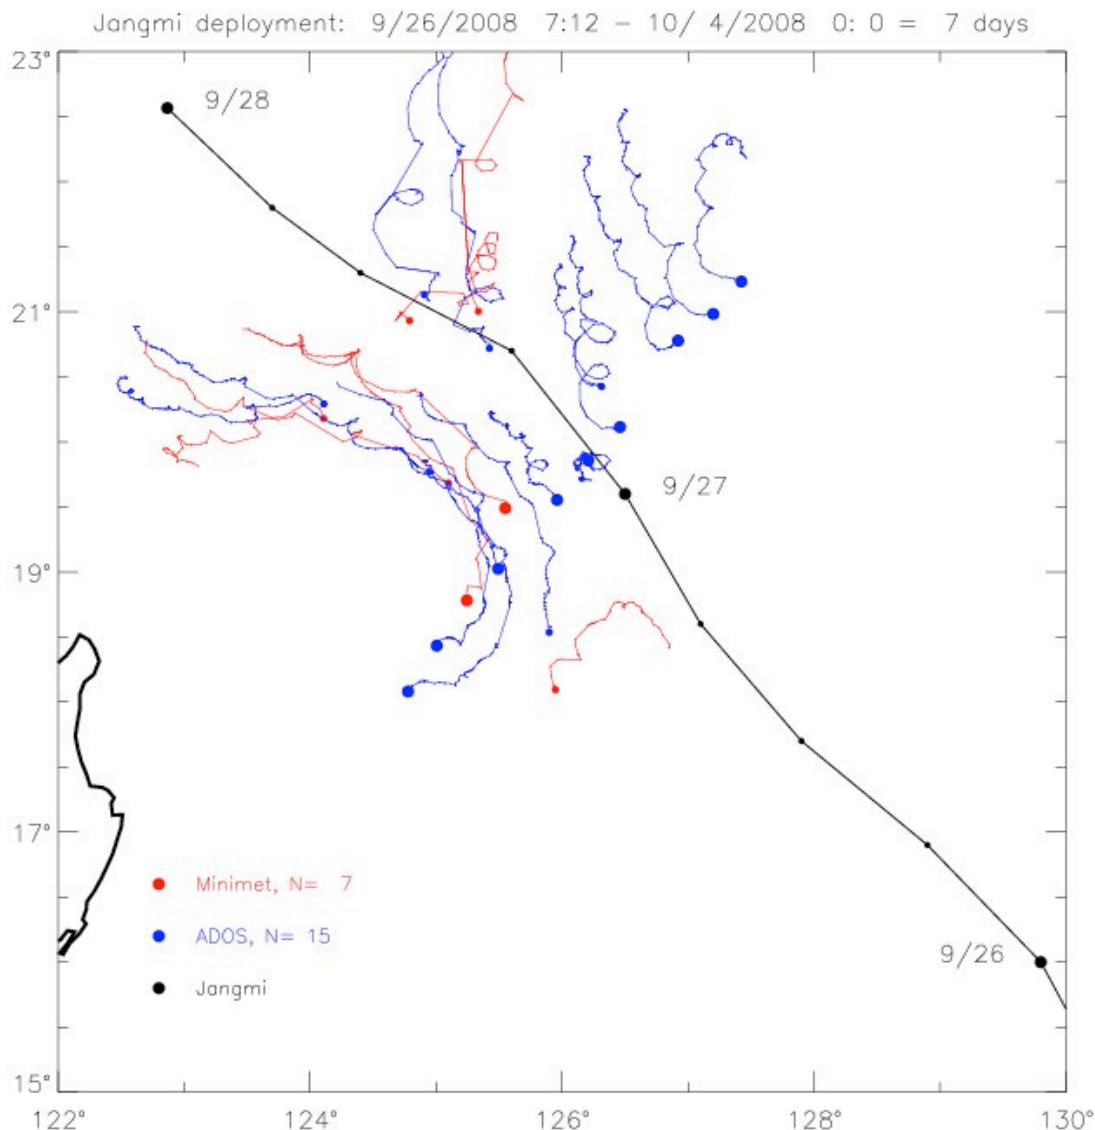 Jangmi deployment:  9/26/2008  7:12 – 10/ 4/2008  0: 0 =  7 days
23°
9/28
21°
9/27
19°
17°
Minimet, N=  7
ADOS, N= 15
9/26
Jangmi
15°
122° 124° 126° 128° 130°